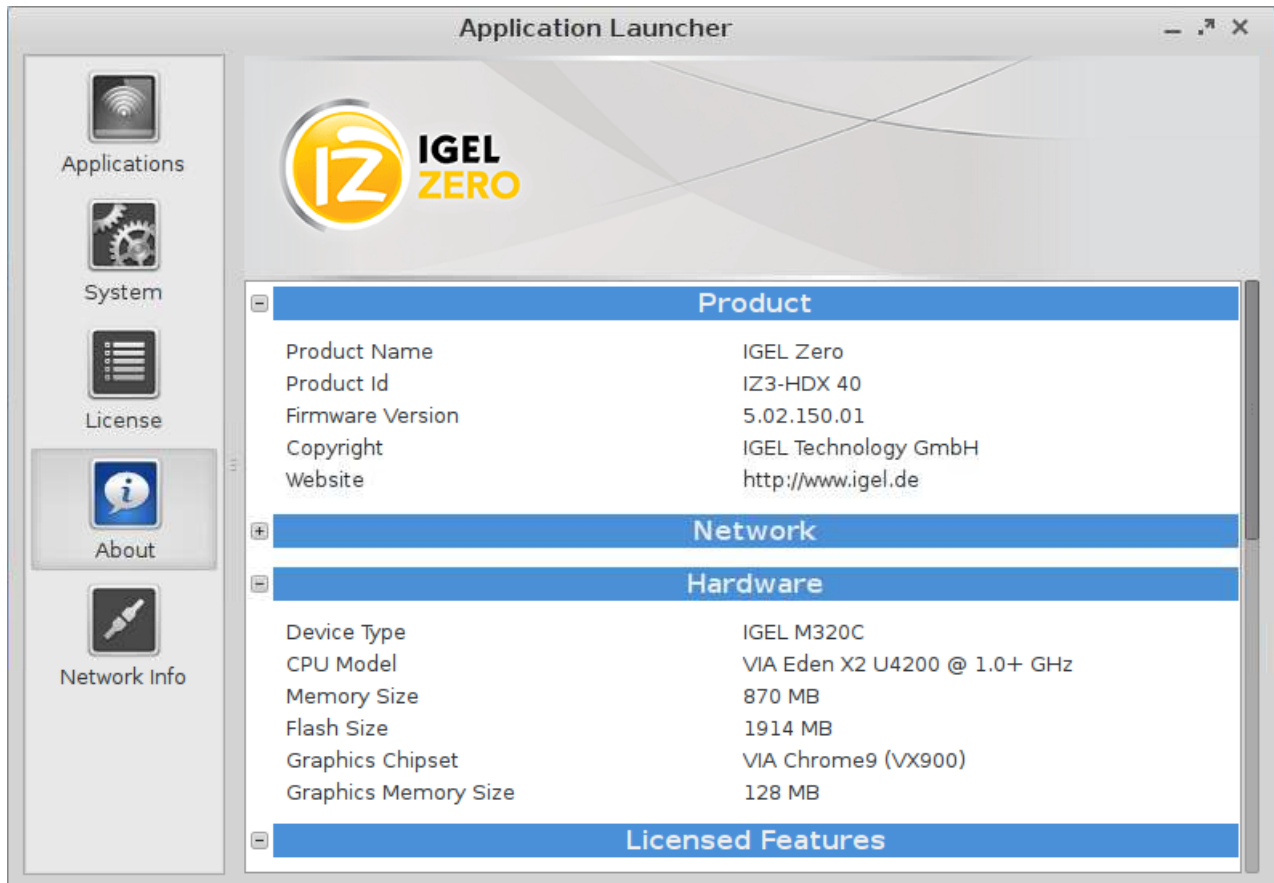 Application Launcher
Applications
System
License
About
Network Info
IZ IGEL
ZERO
Product
Product Name IGEL Zero
Product Id IZ3-HDX 40
Firmware Version 5.02.150.01
Copyright IGEL Technology GmbH
Website http://www.igel.de
Network
Hardware
Device Type IGEL M320C
CPU Model VIA Eden X2 U4200 @ 1.0+ GHz
Memory Size 870 MB
Flash Size 1914 MB
Graphics Chipset VIA Chrome9 (VX900)
Graphics Memory Size 128 MB
Licensed Features